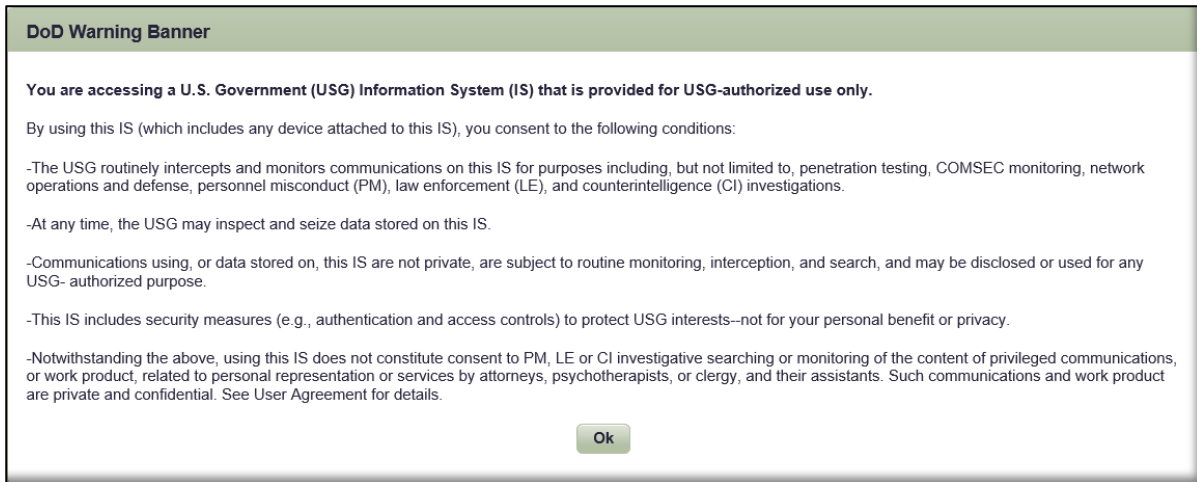 DoD Warning Banner
You are accessing a U.S. Government (USG) Information System (IS) that is provided for USG-authorized use only.
By using this IS (which includes any device attached to this IS), you consent to the following conditions:
-The USG routinely intercepts and monitors communications on this IS for purposes including, but not limited to, penetration testing, COMSEC monitoring, network
operations and defense, personnel misconduct (PM), law enforcement (LE), and counterintelligence (CI) investigations.
-At any time, the USG may inspect and seize data stored on this IS.
-Communications using, or data stored on, this IS are not private, are subject to routine monitoring, interception, and search, and may be disclosed or used for any
USG- authorized purpose.
-This IS includes security measures (e.g., authentication and access controls) to protect USG interests--not for your personal benefit or privacy.
-Notwithstanding the above, using this IS does not constitute consent to PM, LE or CI investigative searching or monitoring of the content of privileged communications,
or work product, related to personal representation or services by attorneys, psychotherapists, or clergy, and their assistants. Such communications and work product
are private and confidential. See User Agreement for details.
Ok